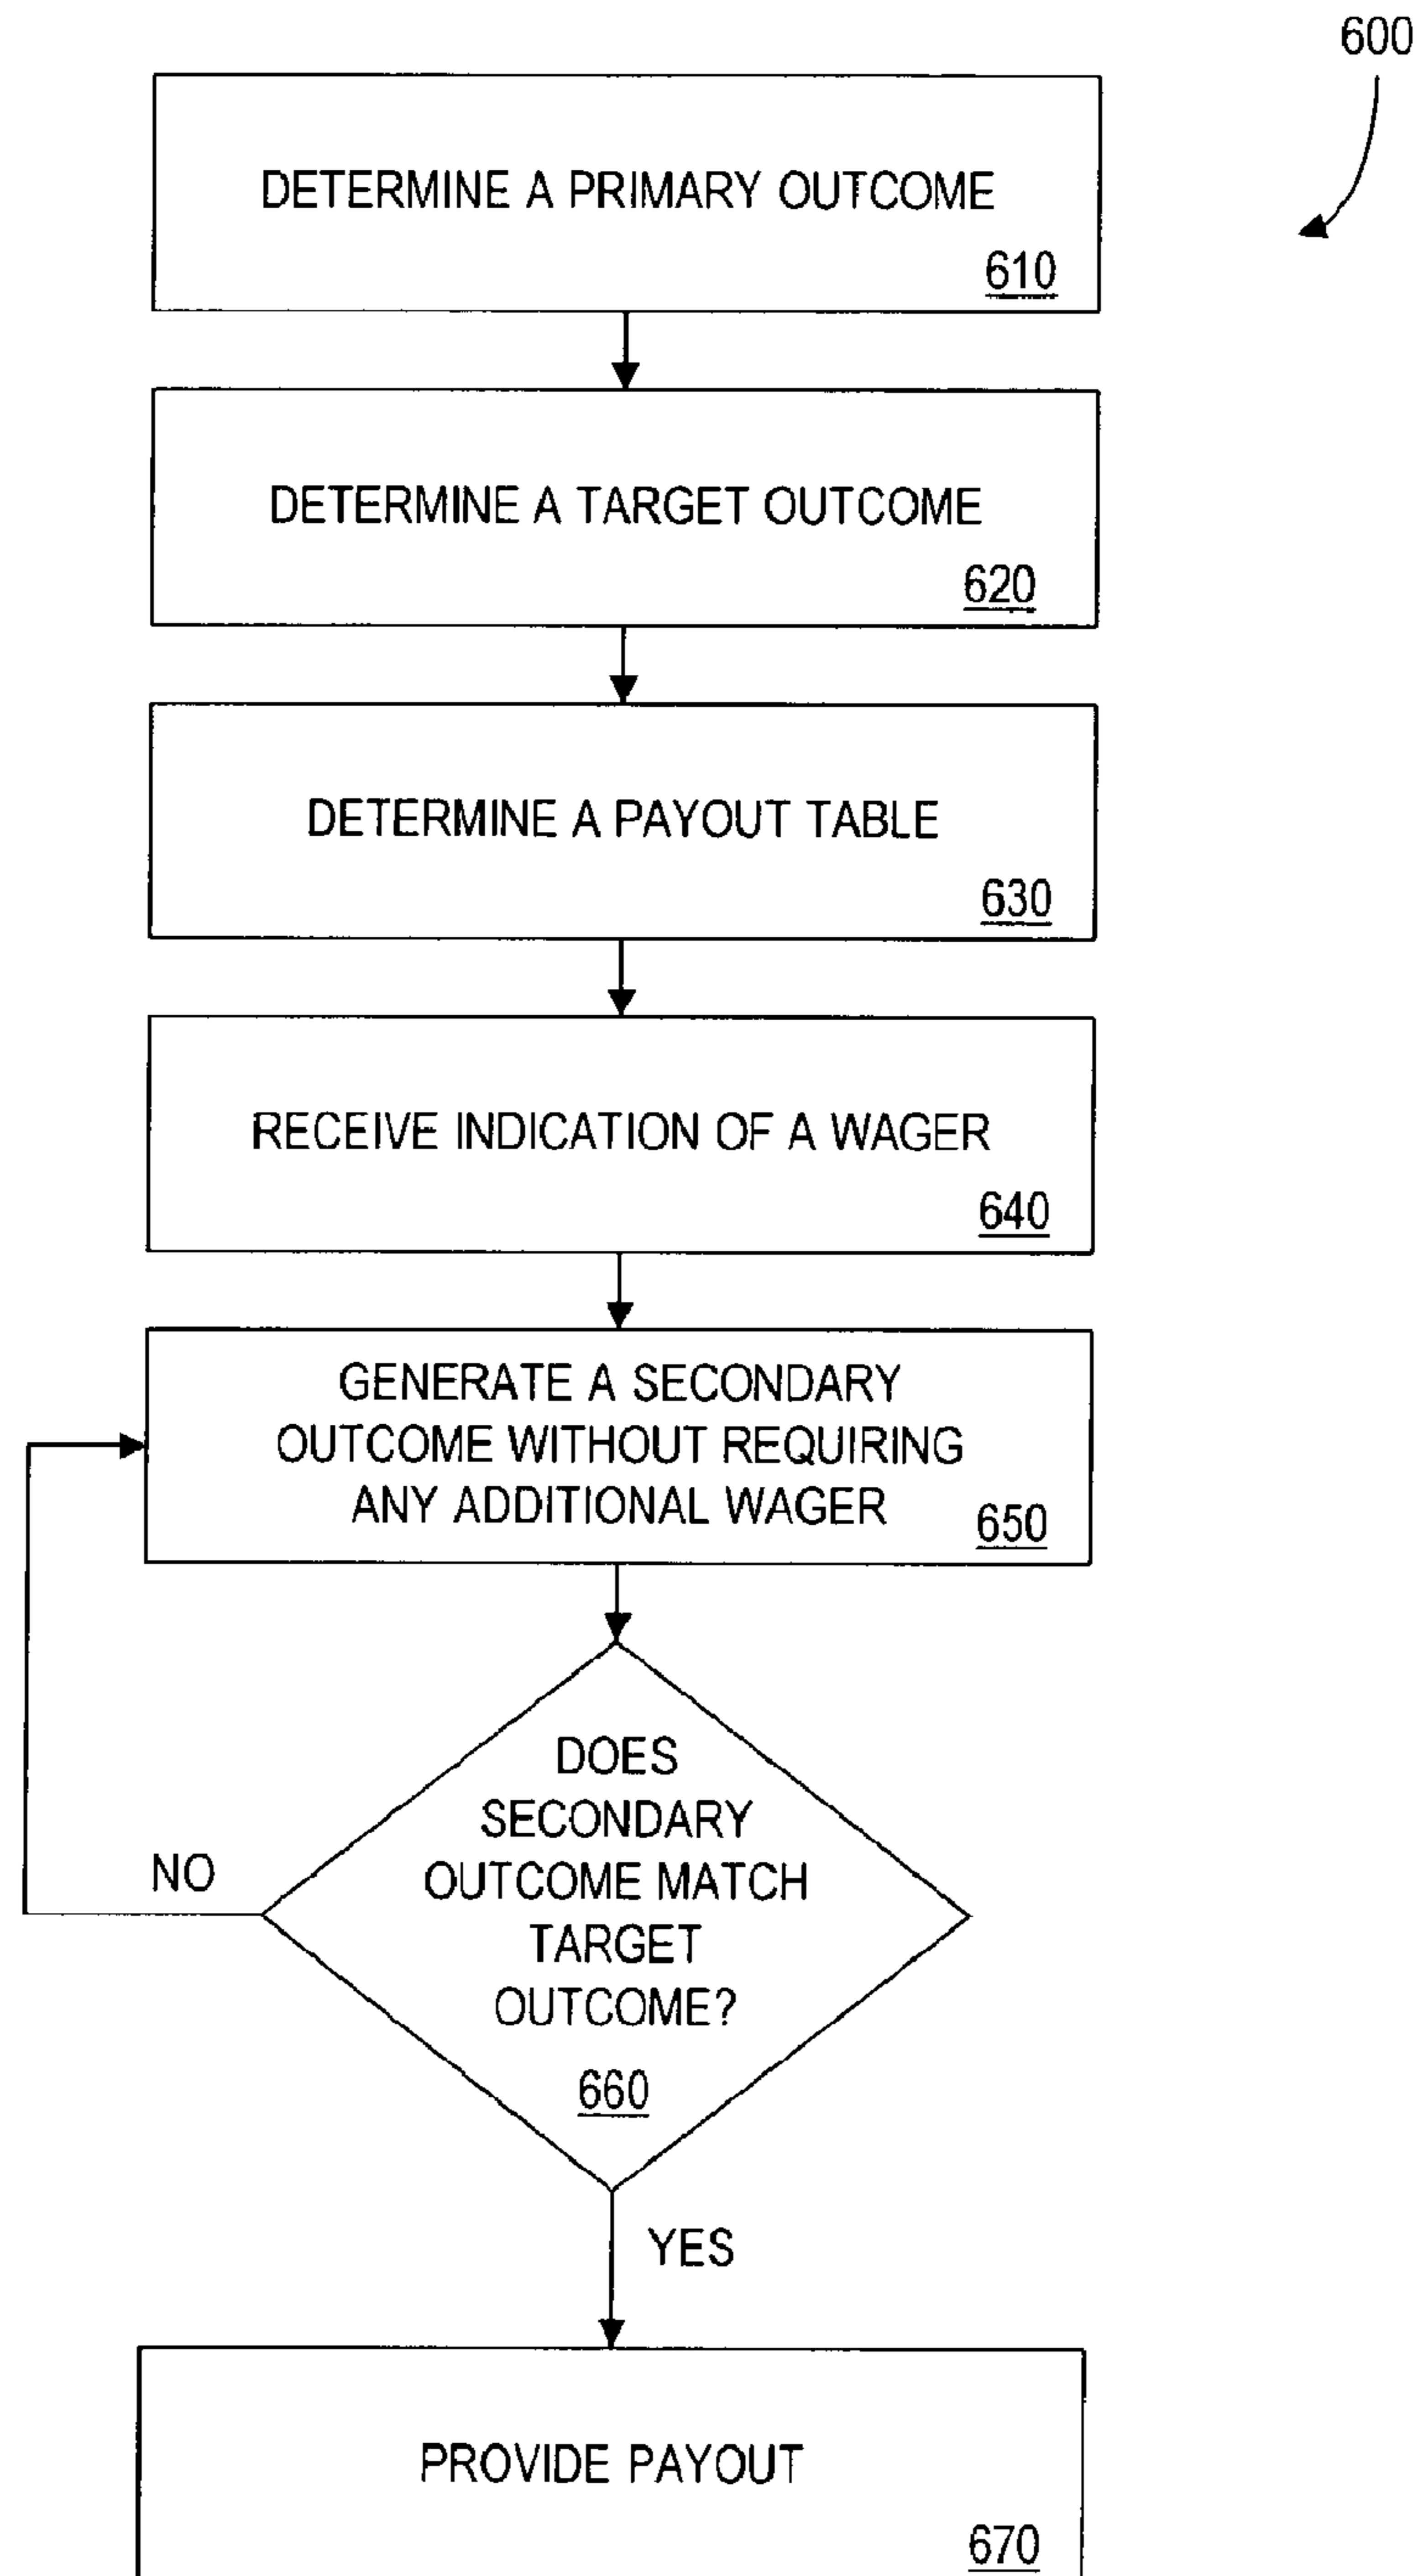 600
DETERMINE A PRIMARY OUTCOME
610
DETERMINE A TARGET OUTCOME
620
DETERMINE A PAYOUT TABLE
630
RECEIVE INDICATION OF A WAGER
640
GENERATE A SECONDARY
OUTCOME WITHOUT REQUIRING
ANY ADDITIONAL WAGER
650
DOES
SECONDARY
OUTCOME MATCH
TARGET
OUTCOME?
660
NO
YES
PROVIDE PAYOUT
670